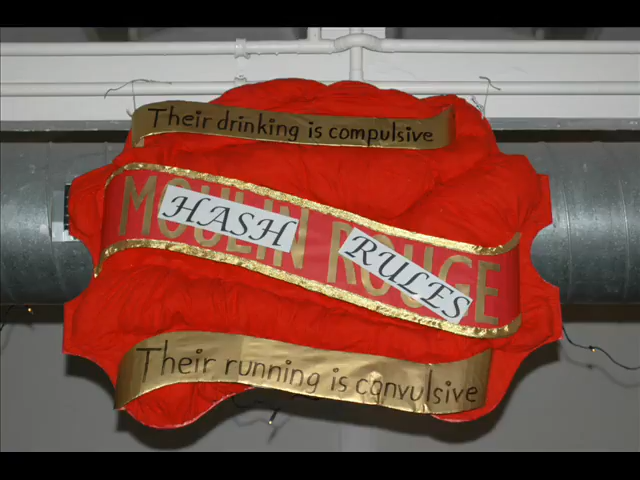 Their drinking is compulsive
MOULIN ROUGE
HASH RULES
Their running is convulsive